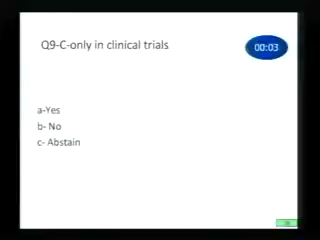 Q9-C-only in clinical trials
00:03
a-Yes
b- No
c- Abstain